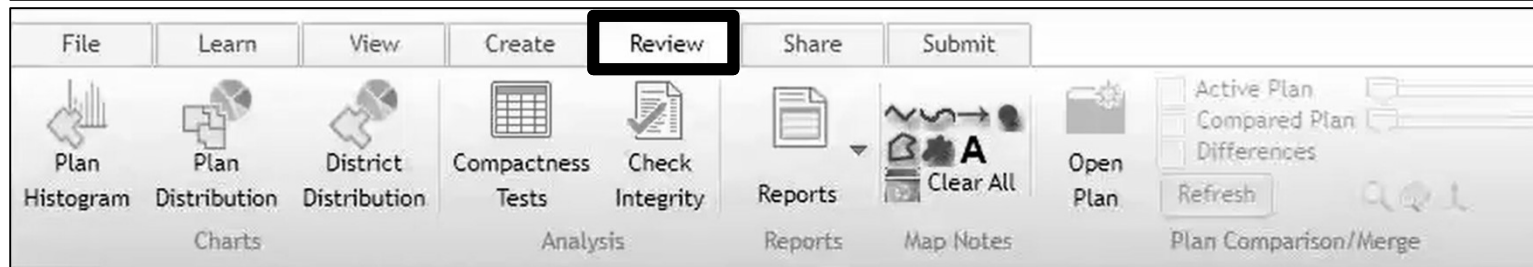 File Learn View Create Review Share Submit
Plan Histogram
Plan Distribution
District Distribution
Charts
Compactness Tests
Check Integrity
Analysis
Reports
Reports
A
Clear All
Map Notes
Open Plan
Active Plan
Compared Plan
Differences
Refresh
Plan Comparison/Merge